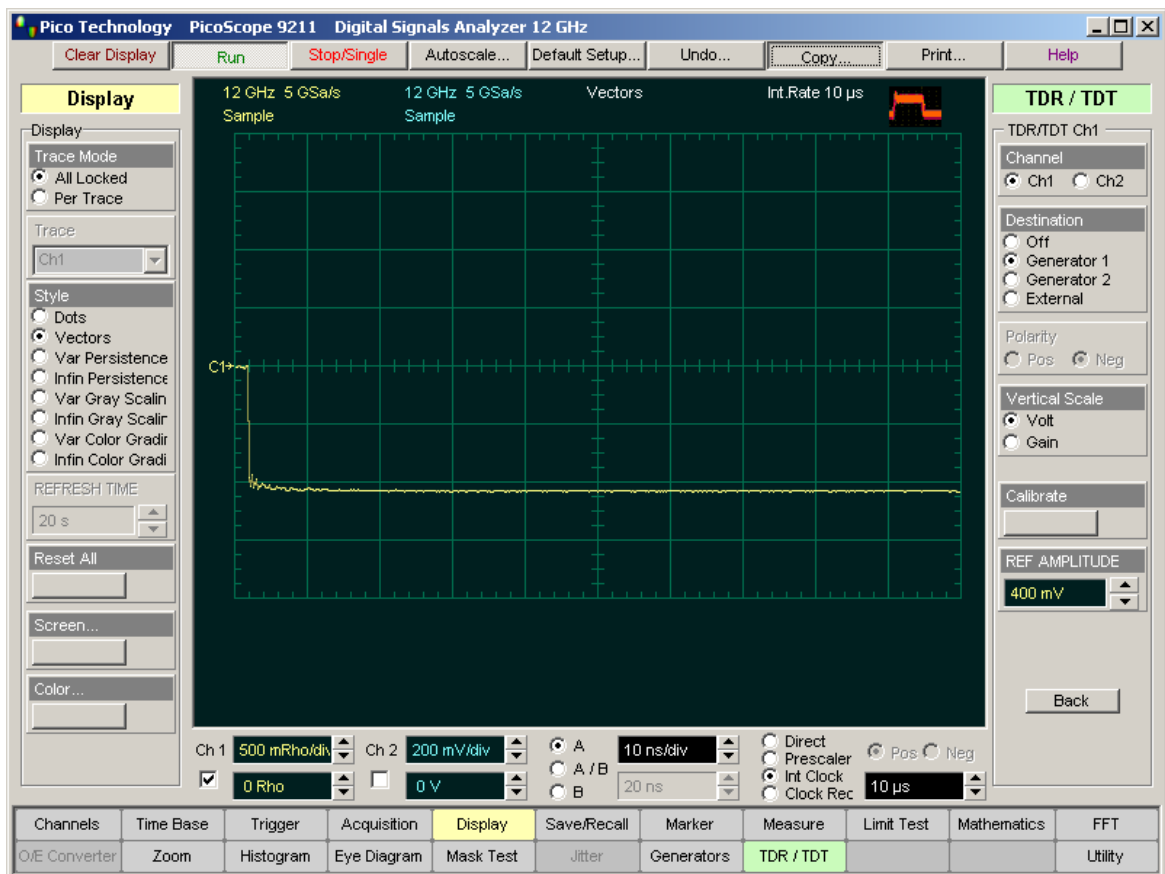 Pico Technology PicoScope 9211 Digital Signals Analyzer 12 GHz
Clear Display Run Stop/Single Autoscale... Default Setup... Undo... Copy... Print... Help
Display
Display
Trace Mode
All Locked
Per Trace
Trace
Ch1
Style
Dots
Vectors
Var Persistence
Infin Persistence
Var Gray Scalin
Infin Gray Scalir
Var Color Gradir
Infin Color Gradi
REFRESH TIME
20 s
Reset All
Screen...
Color...
12 GHz 5 GSa/s 12 GHz 5 GSa/s Vectors Int.Rate 10 µs
Sample Sample
C1
TDR / TDT
TDR/TDT Ch1
Channel
Ch1 Ch2
Destination
Off
Generator 1
Generator 2
External
Polarity
Pos Neg
Vertical Scale
Volt
Gain
Calibrate
REF AMPLITUDE
400 mV
Back
Ch 1 500 mRho/div Ch 2 200 mV/div A 10 ns/div Direct Pos Neg
Prescaler
A / B Int Clock
0 Rho 0 V B 20 ns Clock Rec 10 µs
Channels Time Base Trigger Acquisition Display Save/Recall Marker Measure Limit Test Mathematics FFT
O/E Converter Zoom Histogram Eye Diagram Mask Test Jitter Generators TDR / TDT Utility